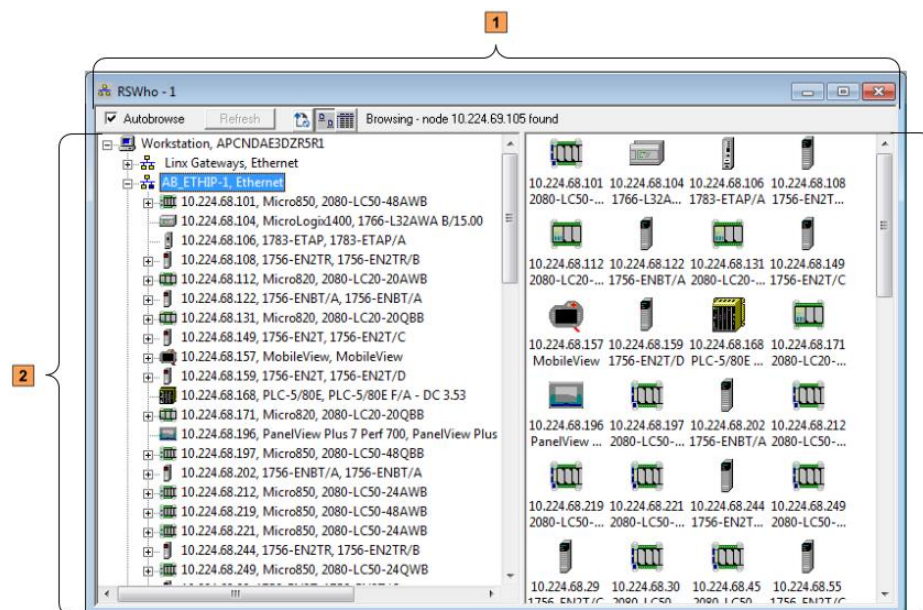 1
RSWho - 1
Autobrowse Refresh Browsing - node 10.224.69.105 found
2
Workstation, APCNDAE3DZR5R1
Linx Gateways, Ethernet
AB_ETHIP-1, Ethernet
10.224.68.101, Micro850, 2080-LC50-48AWB
10.224.68.104, MicroLogix1400, 1766-L32AWA B/15.00
10.224.68.106, 1783-ETAP, 1783-ETAP/A
10.224.68.108, 1756-EN2TR, 1756-EN2TR/B
10.224.68.112, Micro820, 2080-LC20-20AWB
10.224.68.122, 1756-ENBT/A, 1756-ENBT/A
10.224.68.131, Micro820, 2080-LC20-20QBB
10.224.68.149, 1756-EN2T, 1756-EN2T/C
10.224.68.157, MobileView, MobileView
10.224.68.159, 1756-EN2T, 1756-EN2T/D
10.224.68.168, PLC-5/80E, PLC-5/80E F/A - DC 3.53
10.224.68.171, Micro820, 2080-LC20-20QBB
10.224.68.196, PanelView Plus 7 Perf 700, PanelView Plus
10.224.68.197, Micro850, 2080-LC50-48QBB
10.224.68.202, 1756-ENBT/A, 1756-ENBT/A
10.224.68.212, Micro850, 2080-LC50-24AWB
10.224.68.219, Micro850, 2080-LC50-48AWB
10.224.68.221, Micro850, 2080-LC50-24AWB
10.224.68.244, 1756-EN2TR, 1756-EN2TR/B
10.224.68.249, Micro850, 2080-LC50-24QWB
10.224.68.101 10.224.68.104 10.224.68.106 10.224.68.108
2080-LC50-... 1766-L32A... 1783-ETAP/A 1756-EN2T...
10.224.68.112 10.224.68.122 10.224.68.131 10.224.68.149
2080-LC20-... 1756-ENBT/A 2080-LC20-... 1756-EN2T/C
10.224.68.157 10.224.68.159 10.224.68.168 10.224.68.171
MobileView 1756-EN2T/D PLC-5/80E ... 2080-LC20-...
10.224.68.196 10.224.68.197 10.224.68.202 10.224.68.212
PanelView ... 2080-LC50-... 1756-ENBT/A 2080-LC50-...
10.224.68.219 10.224.68.221 10.224.68.244 10.224.68.249
2080-LC50-... 2080-LC50-... 1756-EN2T... 2080-LC50-...
10.224.68.29 10.224.68.30 10.224.68.45 10.224.68.55
1756-EN2T/C 2080-LC50... 2080-LC50... 1756-EN2T/C